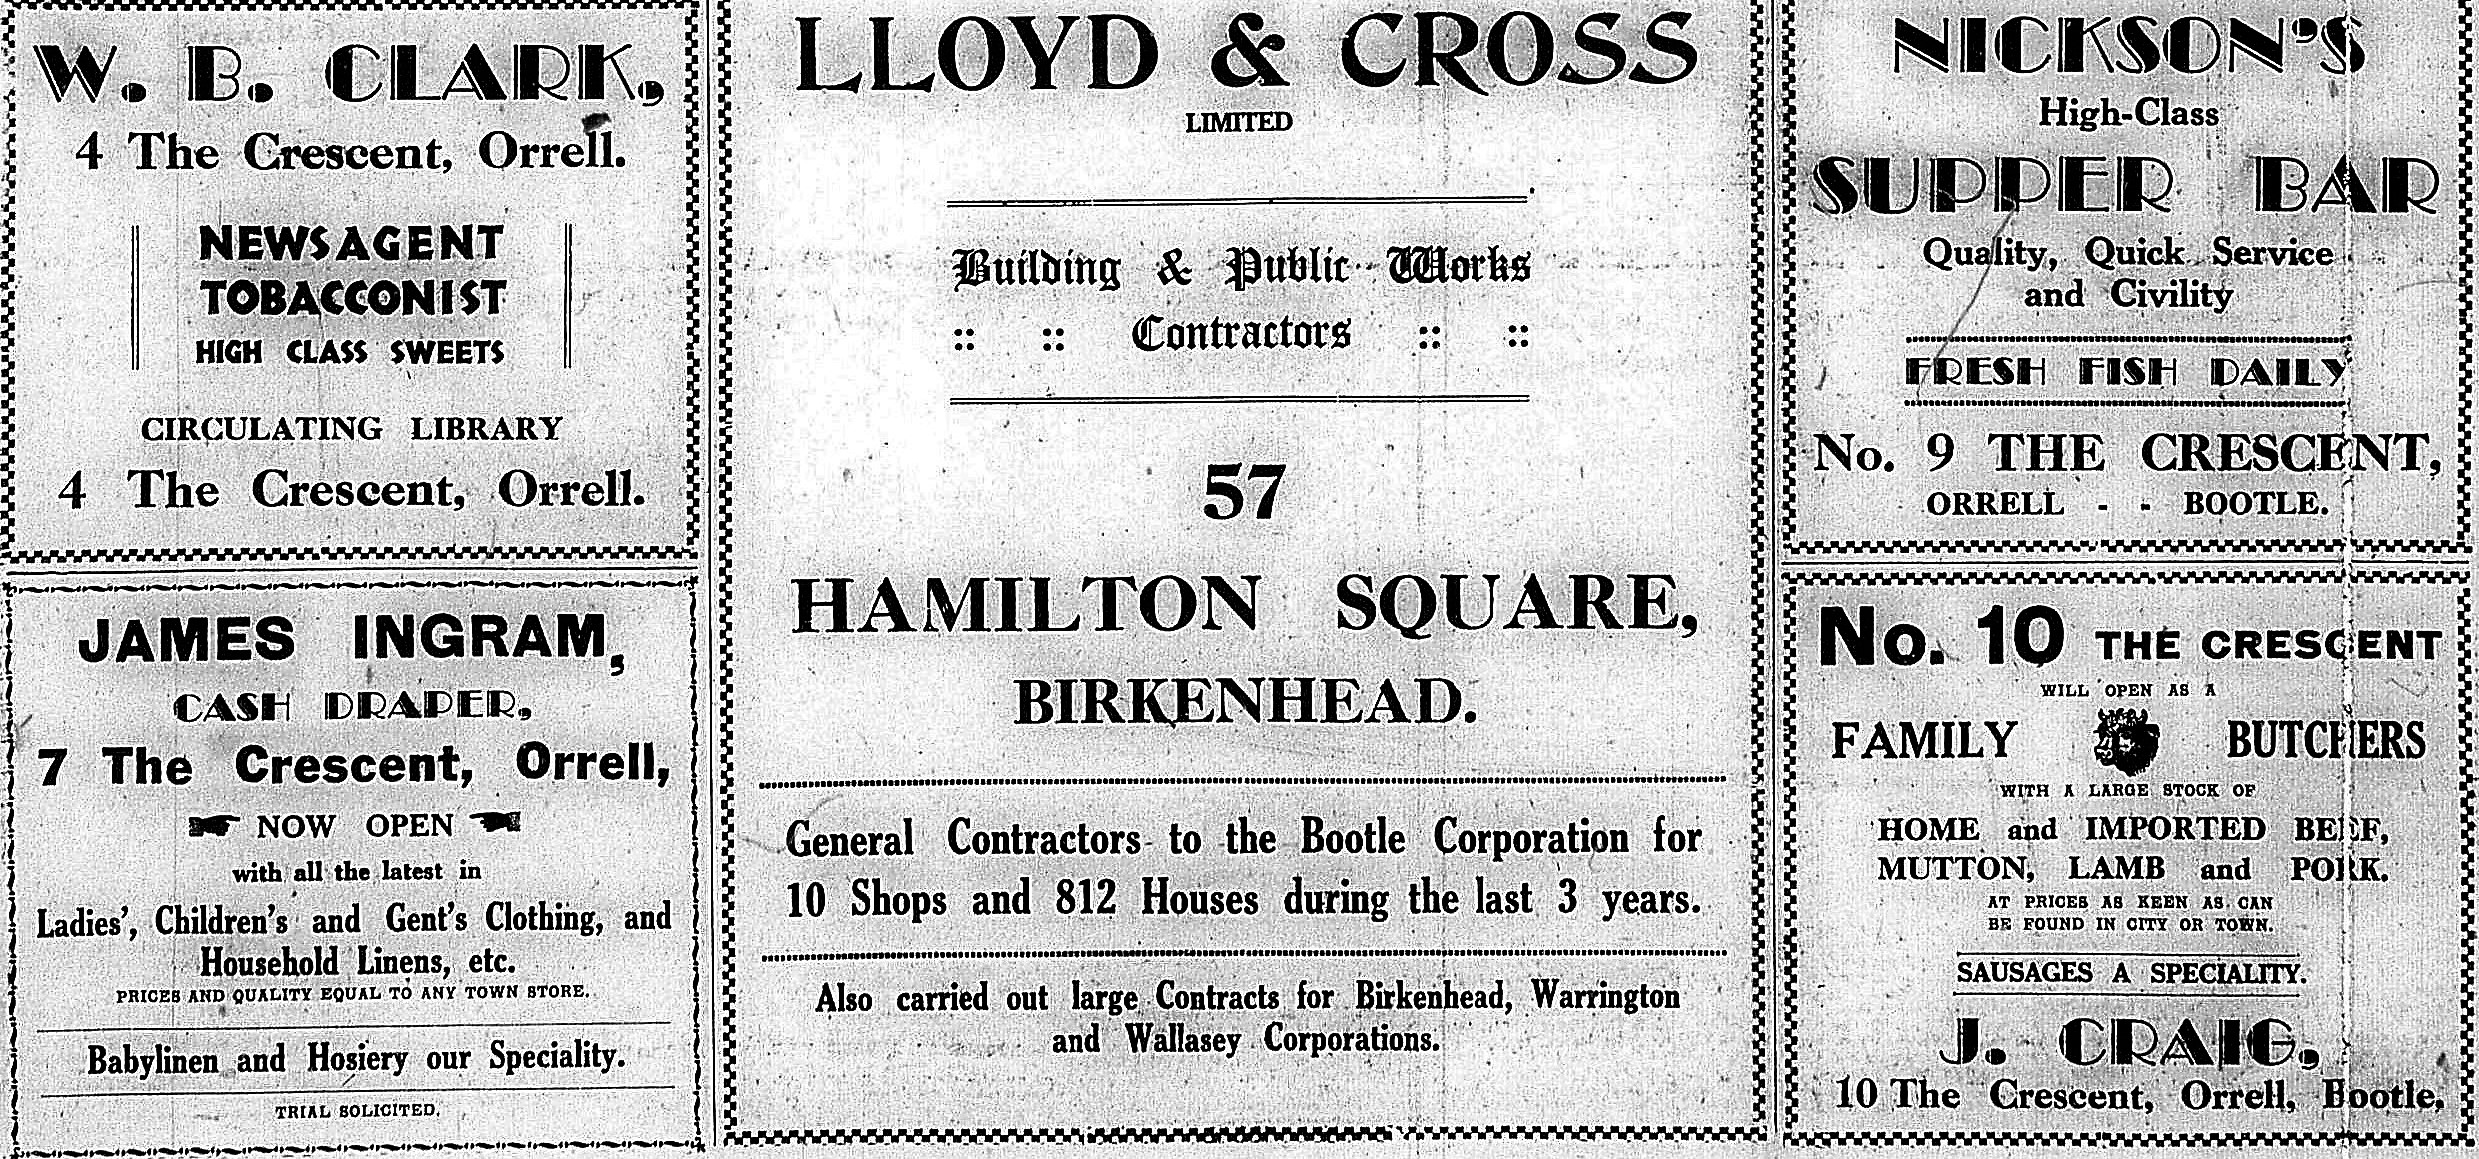 W. B. CLARK,
4 The Crescent, Orrell.
NEWSAGENT
TOBACCONIST
HIGH CLASS SWEETS
CIRCULATING LIBRARY
4 The Crescent, Orrell.
JAMES INGRAM,
CASH DRAPER,
7 The Crescent, Orrell,
NOW OPEN
with all the latest in
Ladies', Children's and Gent's Clothing, and
Household Linens, etc.
PRICES AND QUALITY EQUAL TO ANY TOWN STORE.
Babylinen and Hosiery our Speciality.
TRIAL SOLICITED.
LLOYD & CROSS
LIMITED
Building & Public Works
:: :: Contractors :: ::
57
HAMILTON SQUARE,
BIRKENHEAD.
General Contractors to the Bootle Corporation for
10 Shops and 812 Houses during the last 3 years.
Also carried out large Contracts for Birkenhead, Warrington
and Wallasey Corporations.
NICKSON'S
High-Class
SUPPER BAR
Quality, Quick Service
and Civility
FRESH FISH DAILY
No. 9 THE CRESCENT,
ORRELL - - BOOTLE.
No. 10 THE CRESCENT
WILL OPEN AS A
FAMILY BUTCHERS
WITH A LARGE STOCK OF
HOME and IMPORTED BEEF,
MUTTON, LAMB and PORK.
AT PRICES AS KEEN AS CAN
BE FOUND IN CITY OR TOWN.
SAUSAGES A SPECIALITY.
J. CRAIG,
10 The Crescent, Orrell, Bootle,